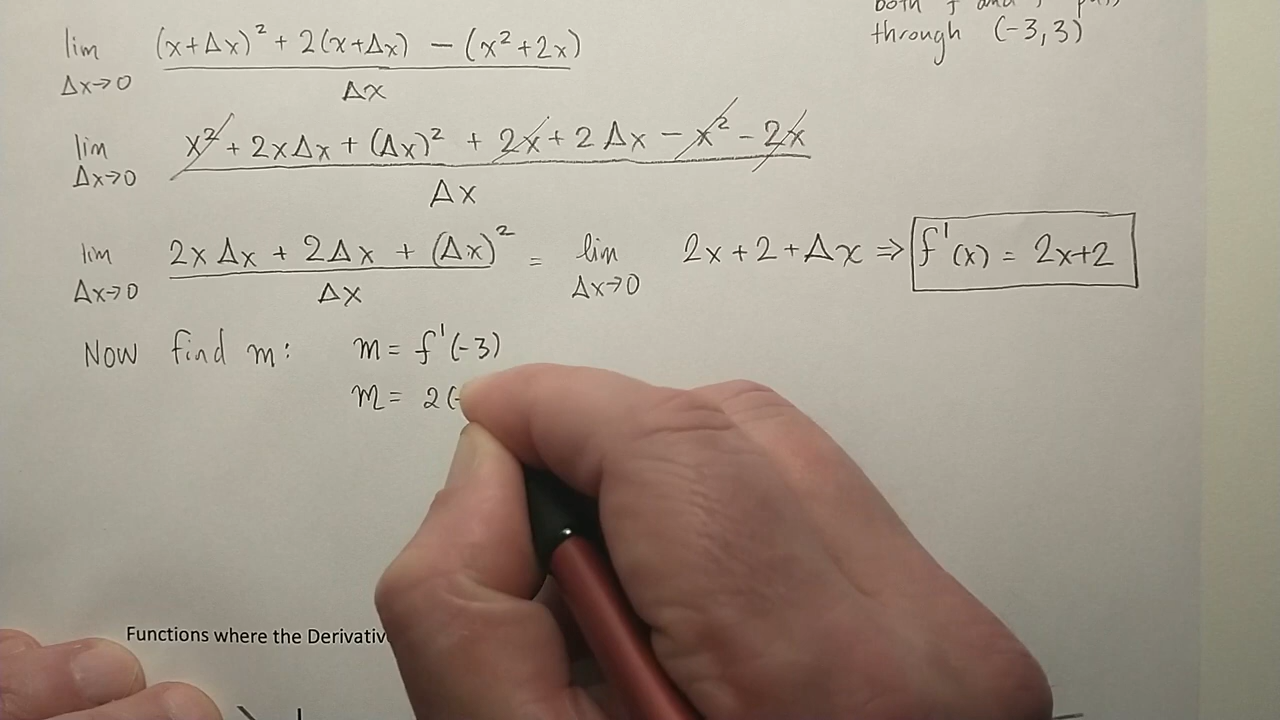 both f and
through (-3,3)
lim Δx→0 (x+Δx)² + 2(x+Δx) - (x²+2x)
Δx
lim Δx→0 x² + 2xΔx + (Δx)² + 2x + 2Δx - x² - 2x
Δx
lim Δx→0 2xΔx + 2Δx + (Δx)² = lim Δx→0 2x+2+Δx ⇒ f'(x) = 2x+2
Δx
Now find m: m = f'(-3)
m = 2(-
Functions where the Derivativ